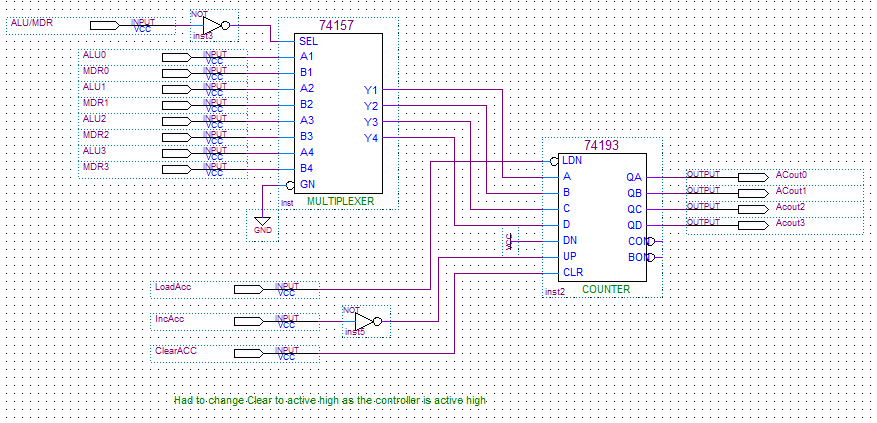 ALU/MDR INPUT VCC NOT inst3
74157
SEL
ALU0 INPUT VCC A1
MDR0 INPUT VCC B1
ALU1 INPUT VCC A2 Y1
MDR1 INPUT VCC B2 Y2
ALU2 INPUT VCC A3 Y3
MDR2 INPUT VCC B3 Y4
ALU3 INPUT VCC A4
MDR3 INPUT VCC B4
GN
inst MULTIPLEXER
GND
74193
LDN
A QA OUTPUT ACout0
B QB OUTPUT ACout1
C QC OUTPUT ACout2
D QD OUTPUT Acout3
VCC DN CON
UP BON
CLR
inst2 COUNTER
LoadAcc INPUT VCC
IncAcc INPUT VCC NOT inst5
ClearACC INPUT VCC
Had to change Clear to active high as the controller is active high